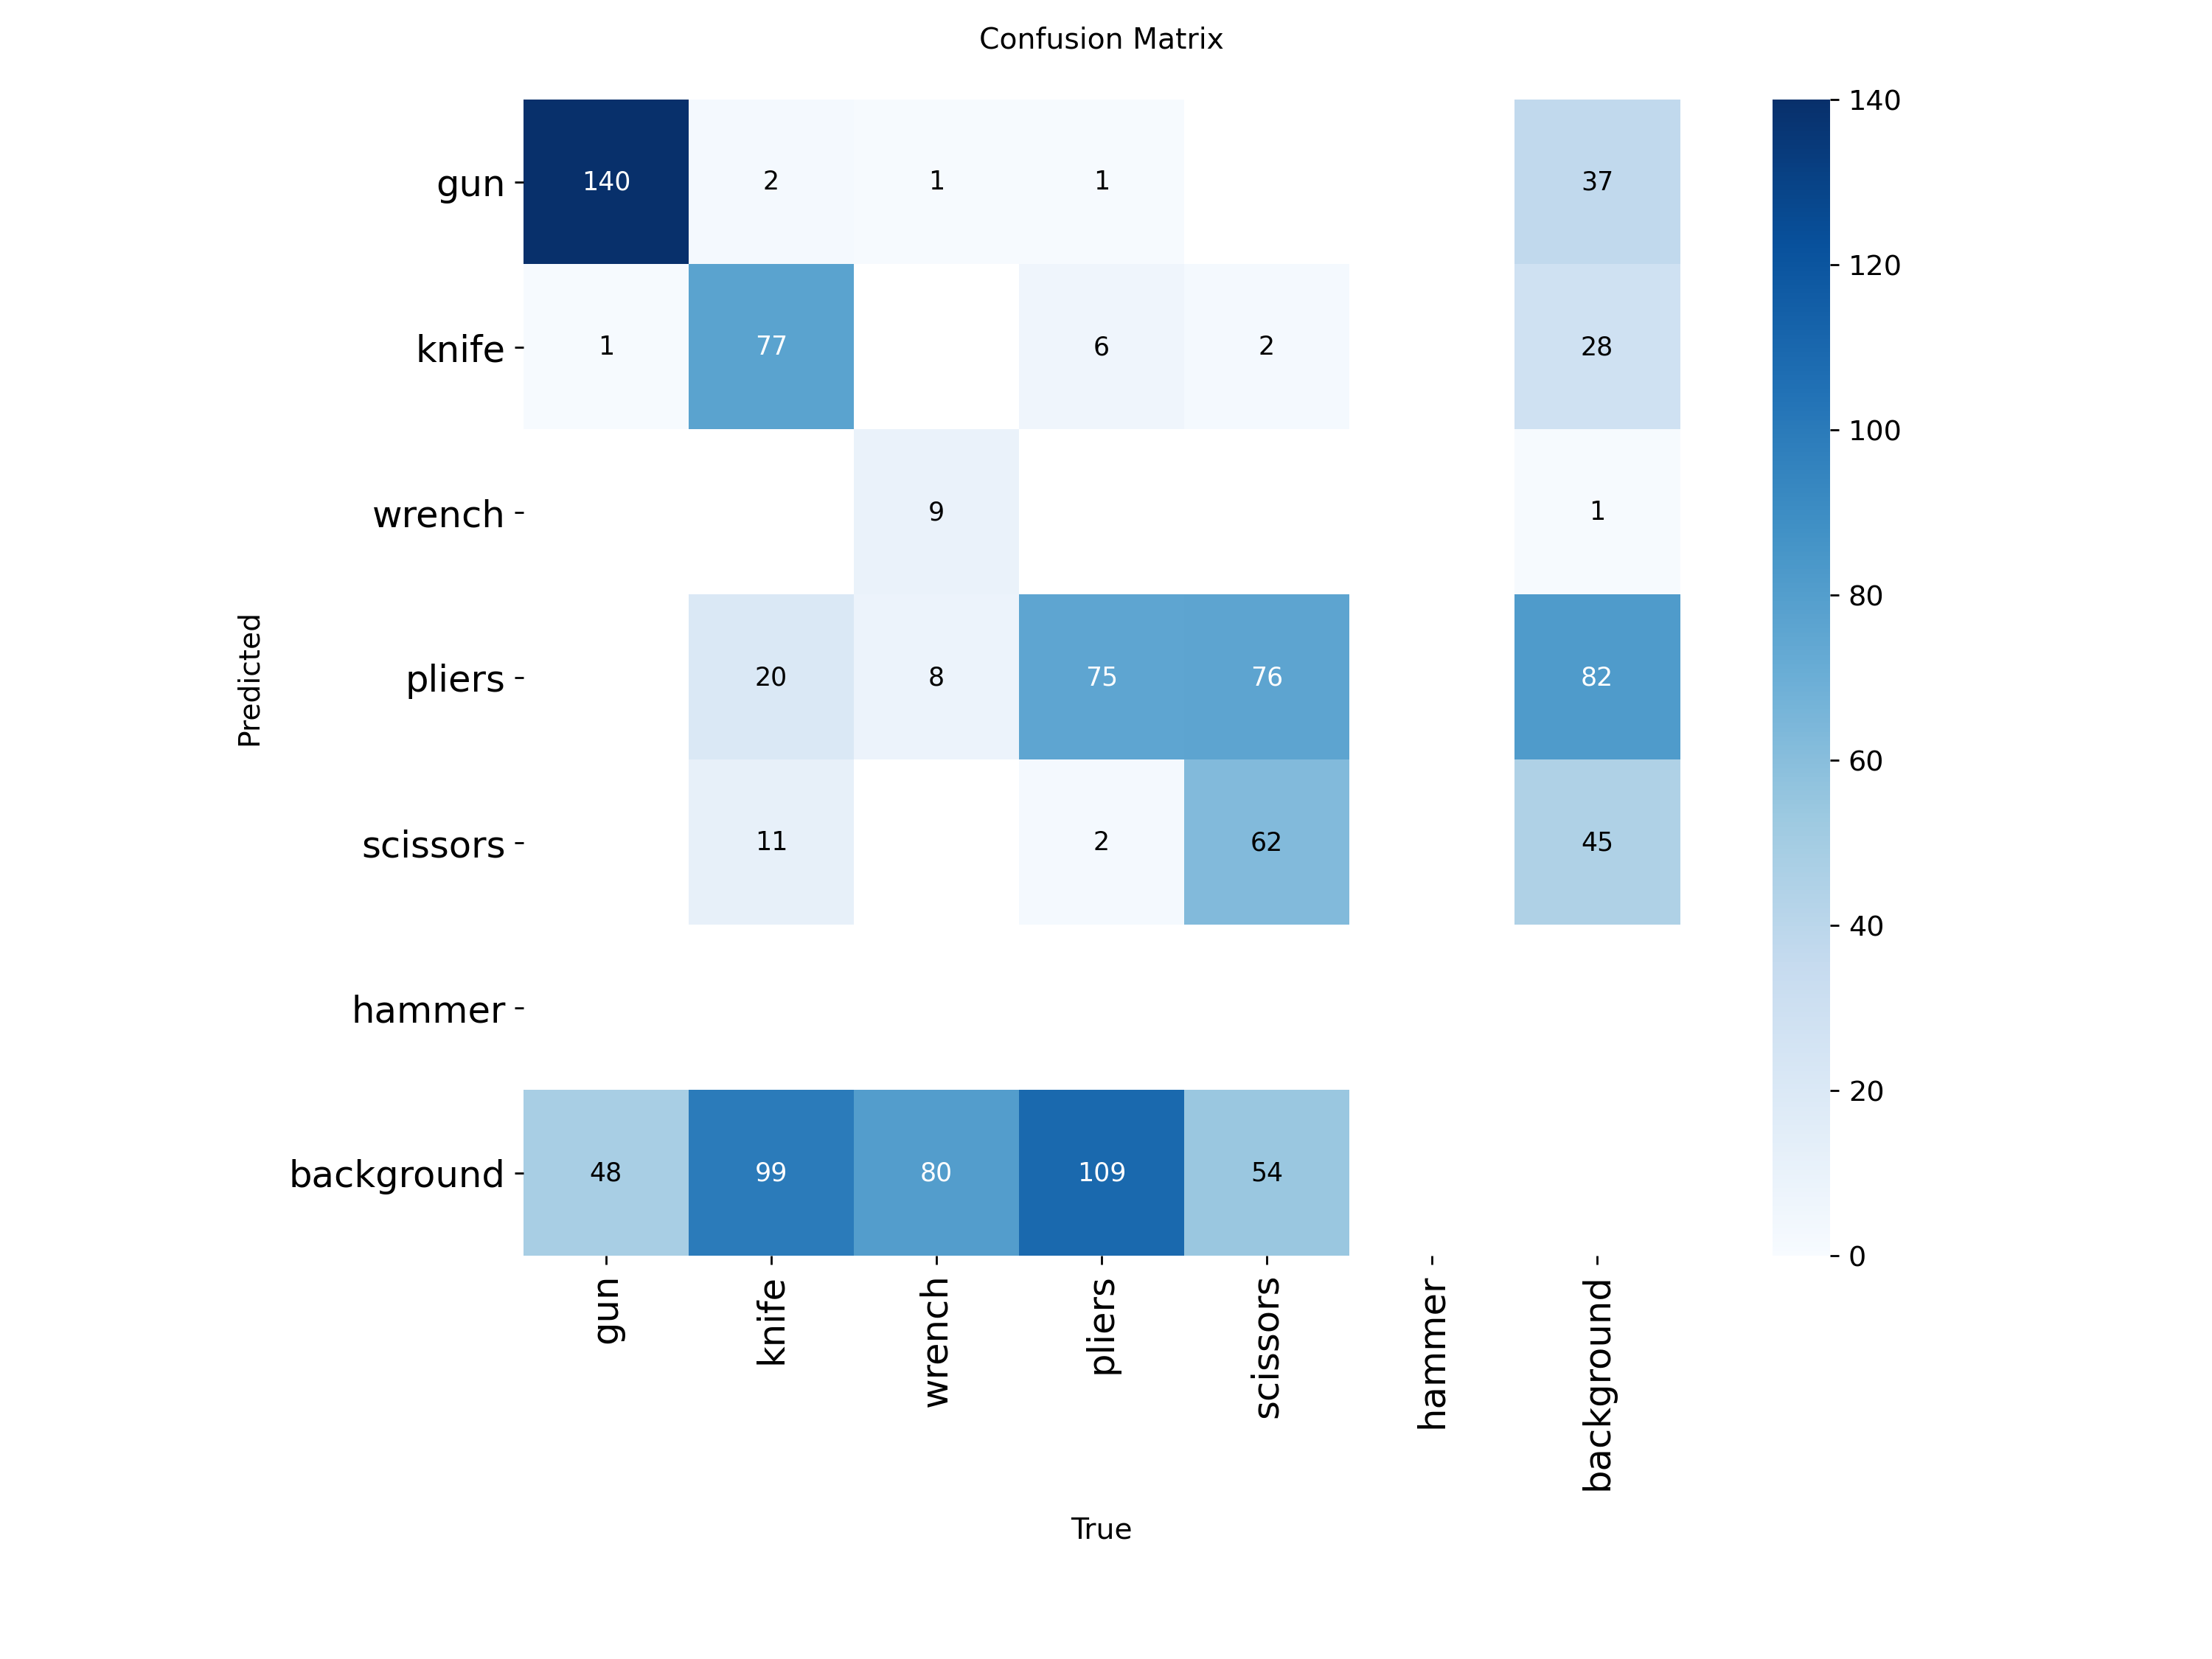 Confusion Matrix
gun
140 2 1 1 37
knife
1 77 6 2 28
wrench
9 1
pliers
20 8 75 76 82
scissors
11 2 62 45
hammer
background
48 99 80 109 54
Predicted
gun
knife
wrench
pliers
scissors
hammer
background
True
140
120
100
80
60
40
20
0